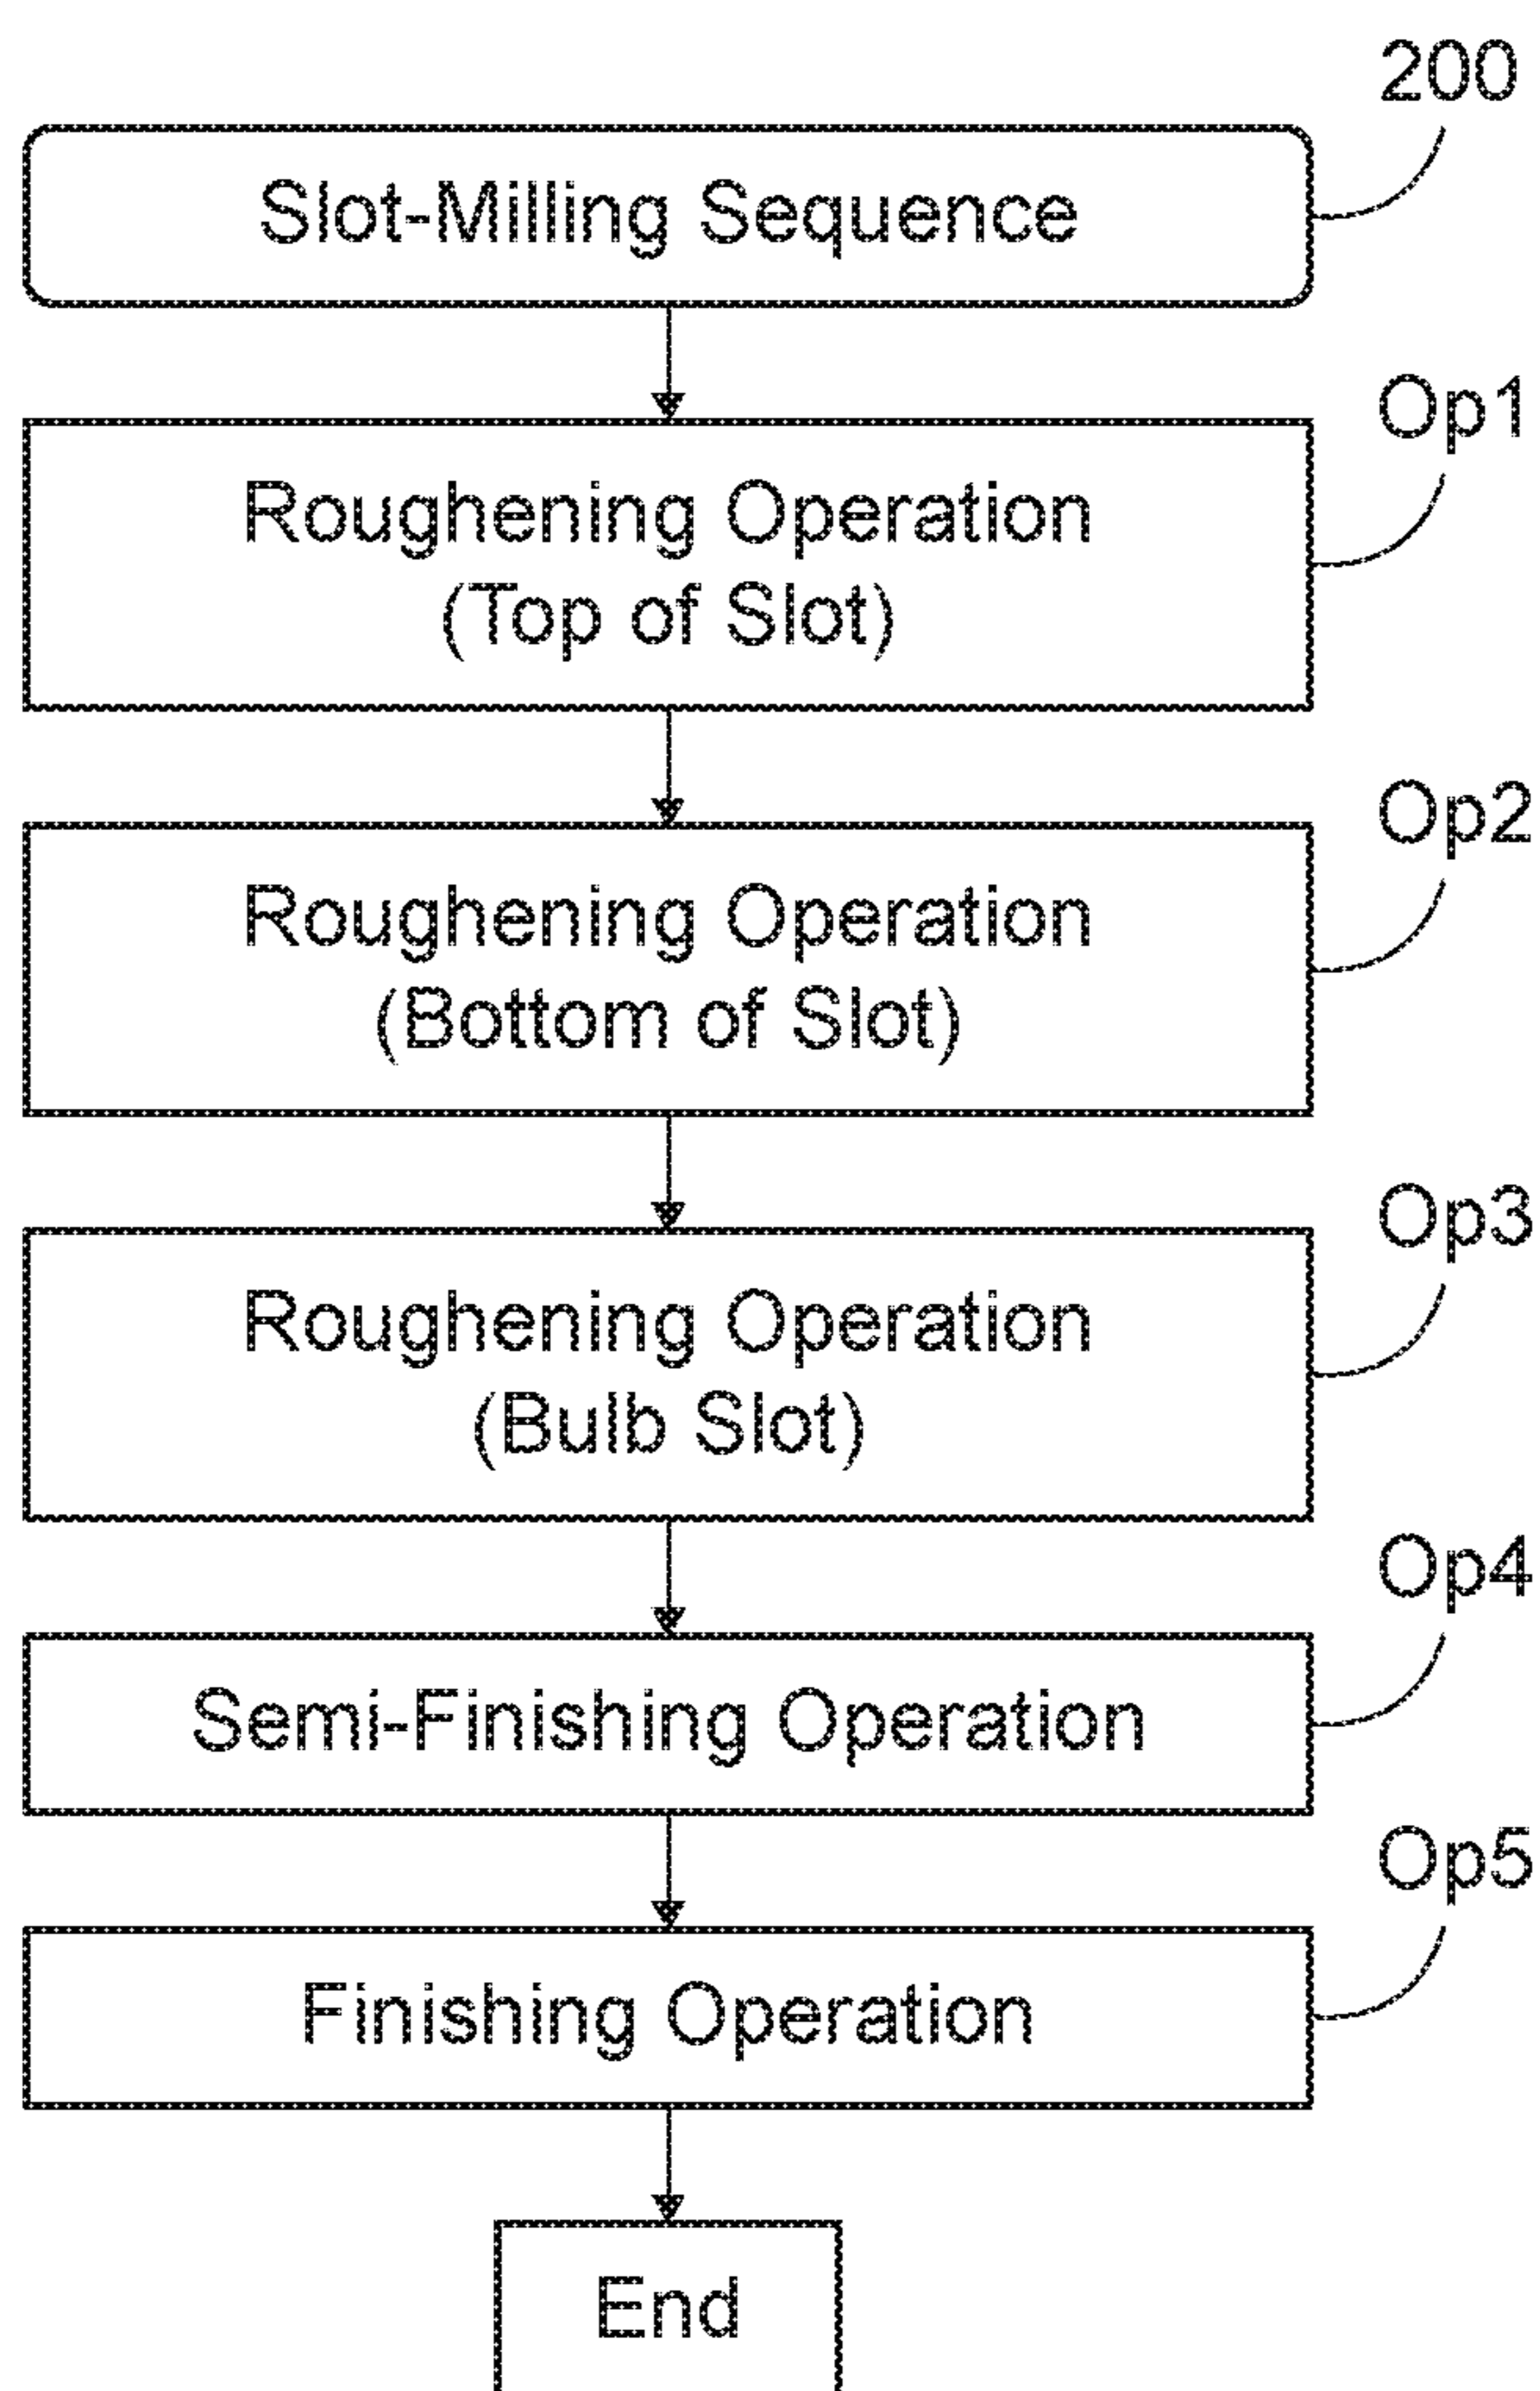 200
Slot-Milling Sequence
Op1
Roughening Operation
(Top of Slot)
Op2
Roughening Operation
(Bottom of Slot)
Op3
Roughening Operation
(Bulb Slot)
Op4
Semi-Finishing Operation
Op5
Finishing Operation
End